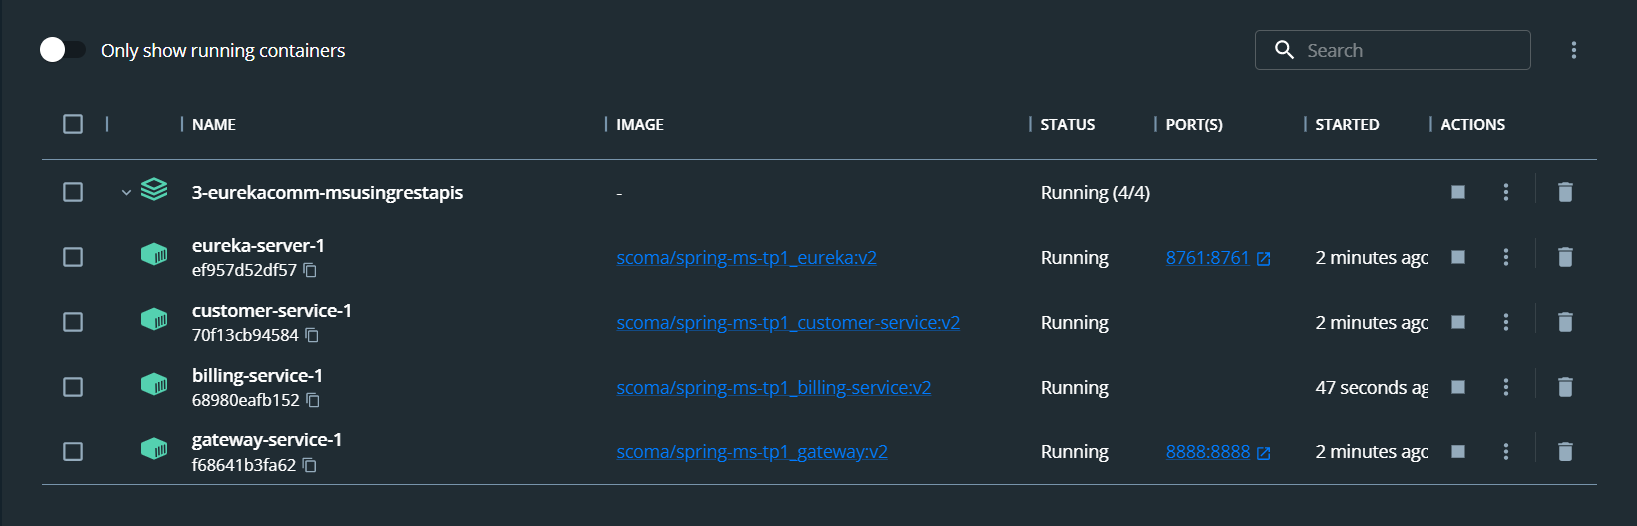 Only show running containers
Search
NAME IMAGE STATUS PORT(S) STARTED ACTIONS
3-eurekacomm-msusingrestapis - Running (4/4)
eureka-server-1
ef957d52df57
scoma/spring-ms-tp1_eureka:v2 Running 8761:8761 2 minutes agc
customer-service-1
70f13cb94584
scoma/spring-ms-tp1_customer-service:v2 Running 2 minutes agc
billing-service-1
68980eafb152
scoma/spring-ms-tp1_billing-service:v2 Running 47 seconds ag
gateway-service-1
f68641b3fa62
scoma/spring-ms-tp1_gateway:v2 Running 8888:8888 2 minutes agc